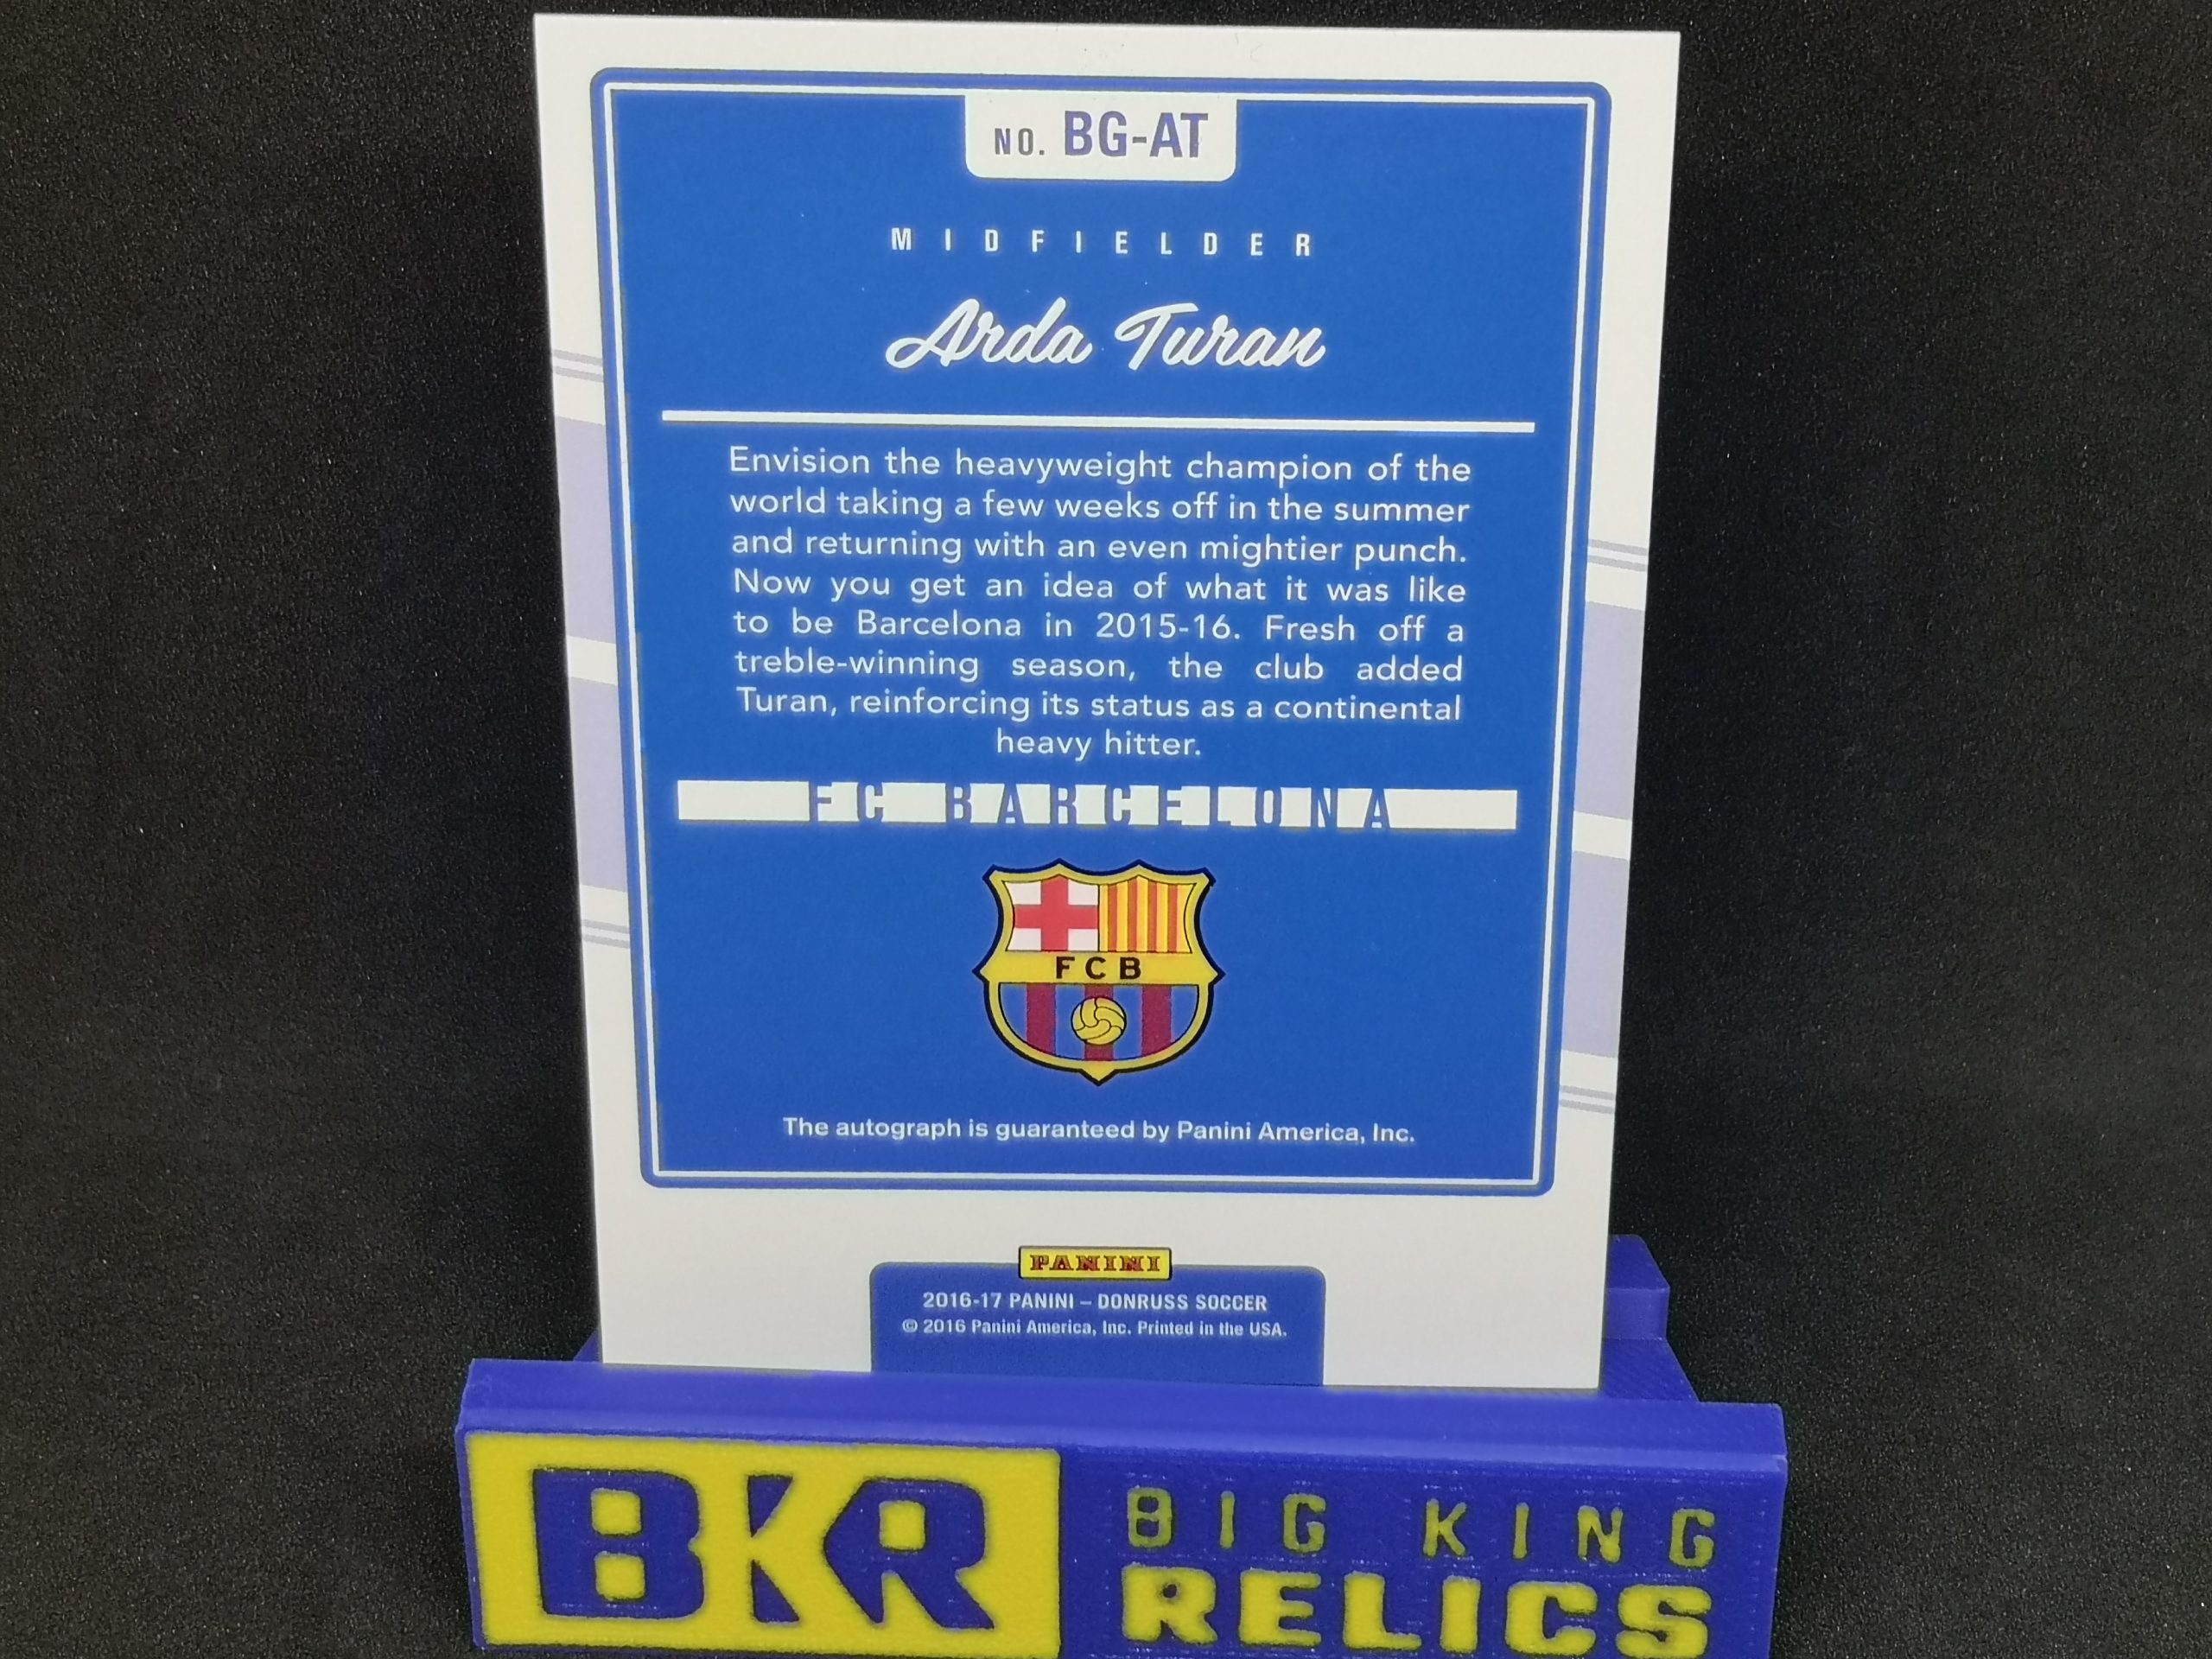 NO. BG-AT
MIDFIELDER
Arda Turan
Envision the heavyweight champion of the
world taking a few weeks off in the summer
and returning with an even mightier punch.
Now you get an idea of what it was like
to be Barcelona in 2015-16. Fresh off a
treble-winning season, the club added
Turan, reinforcing its status as a continental
heavy hitter.
FC BARCELONA
FCB
The autograph is guaranteed by Panini America, Inc.
PANINI
2016-17 PANINI – DONRUSS SOCCER
© 2016 Panini America, Inc. Printed in the USA.
BKR
BIG KING
RELICS